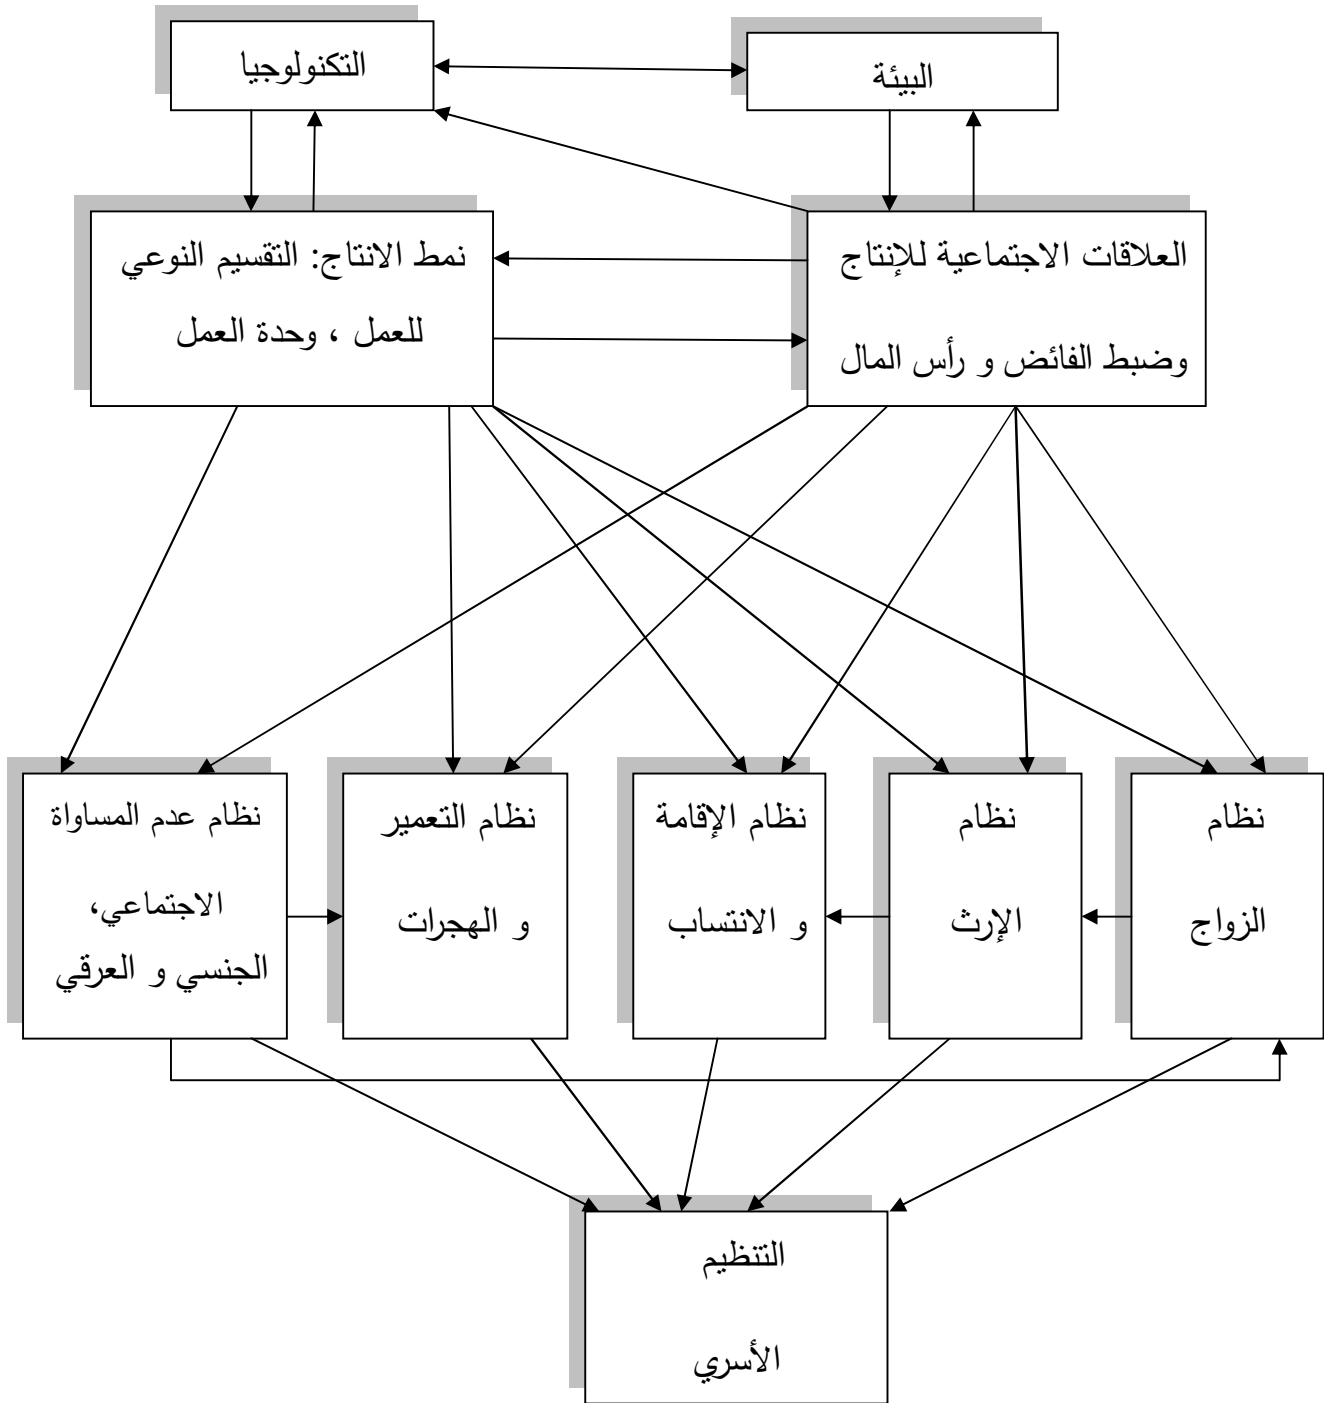 البيئة
التكنولوجيا
العلاقات الاجتماعية للإنتاج
وضبط الفائض و رأس المال
نمط الانتاج: التقسيم النوعي
للعمل ، وحدة العمل
نظام
الزواج
نظام
الإرث
نظام الإقامة
و الانتساب
نظام التعمير
و الهجرات
نظام عدم المساواة
الاجتماعي،
الجنسي و العرقي
التنظيم
الأسري